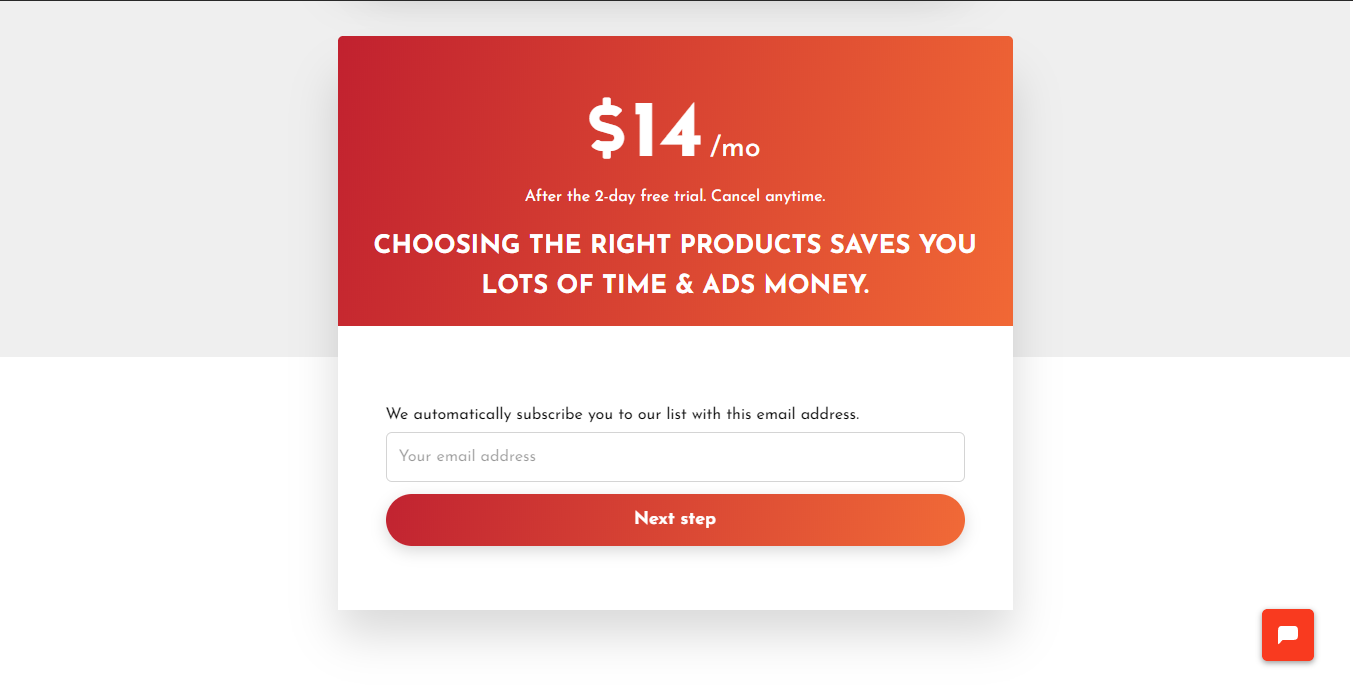 $14 /mo
After the 2-day free trial. Cancel anytime.
CHOOSING THE RIGHT PRODUCTS SAVES YOU
LOTS OF TIME & ADS MONEY.
We automatically subscribe you to our list with this email address.
Your email address
Next step